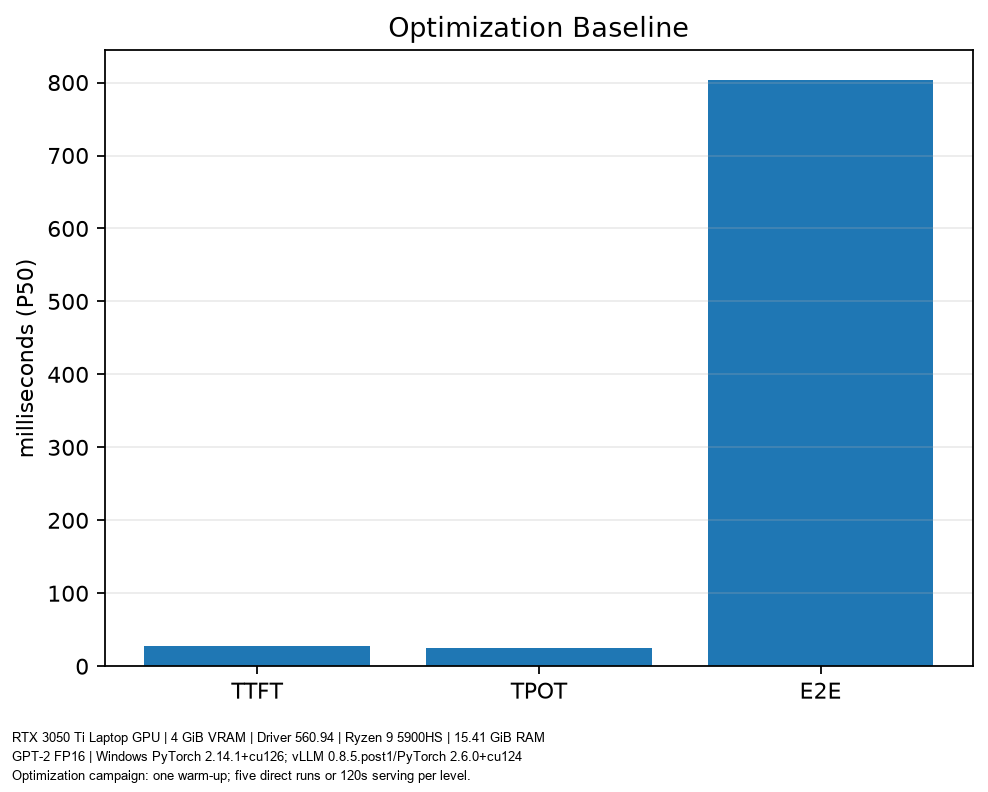 Optimization Baseline
milliseconds (P50)
800
700
600
500
400
300
200
100
0
TTFT TPOT E2E
RTX 3050 Ti Laptop GPU | 4 GiB VRAM | Driver 560.94 | Ryzen 9 5900HS | 15.41 GiB RAM
GPT-2 FP16 | Windows PyTorch 2.14.1+cu126; vLLM 0.8.5.post1/PyTorch 2.6.0+cu124
Optimization campaign: one warm-up; five direct runs or 120s serving per level.